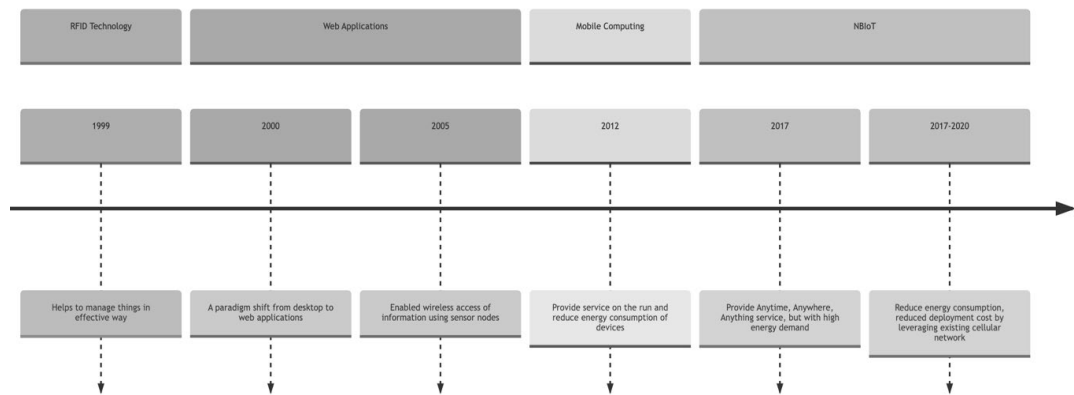 RFID Technology
Web Applications
Mobile Computing
NBIoT
1999
2000
2005
2012
2017
2017-2020
Helps to manage things in
effective way
A paradigm shift from desktop to
web applications
Enabled wireless access of
information using sensor nodes
Provide service on the run and
reduce energy consumption of
devices
Provide Anytime, Anywhere,
Anything service, but with high
energy demand
Reduce energy consumption,
reduced deployment cost by
leveraging existing cellular
network